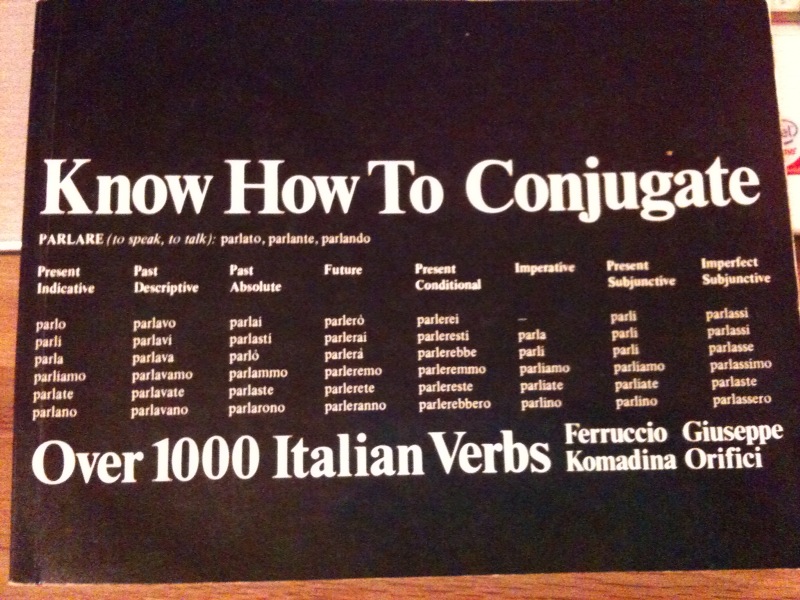 Know How To Conjugate
PARLARE (to speak, to talk): parlato, parlante, parlando
Present Indicative Past Descriptive Past Absolute Future Present Conditional Imperative Present Subjunctive Imperfect Subjunctive
parlo parlavo parlai parlerò parlerei – parli parlassi
parli parlavi parlasti parlerai parleresti parla parli parlassi
parla parlava parlò parlerá parlerebbe parli parli parlasse
parliamo parlavamo parlammo parleremo parleremmo parliamo parliamo parlassimo
parlate parlavate parlaste parlerete parlereste parliate parliate parlaste
parlano parlavano parlarono parleranno parlerebbero parlino parlino parlassero
Over 1000 Italian Verbs
Ferruccio Komadina
Giuseppe Orifici